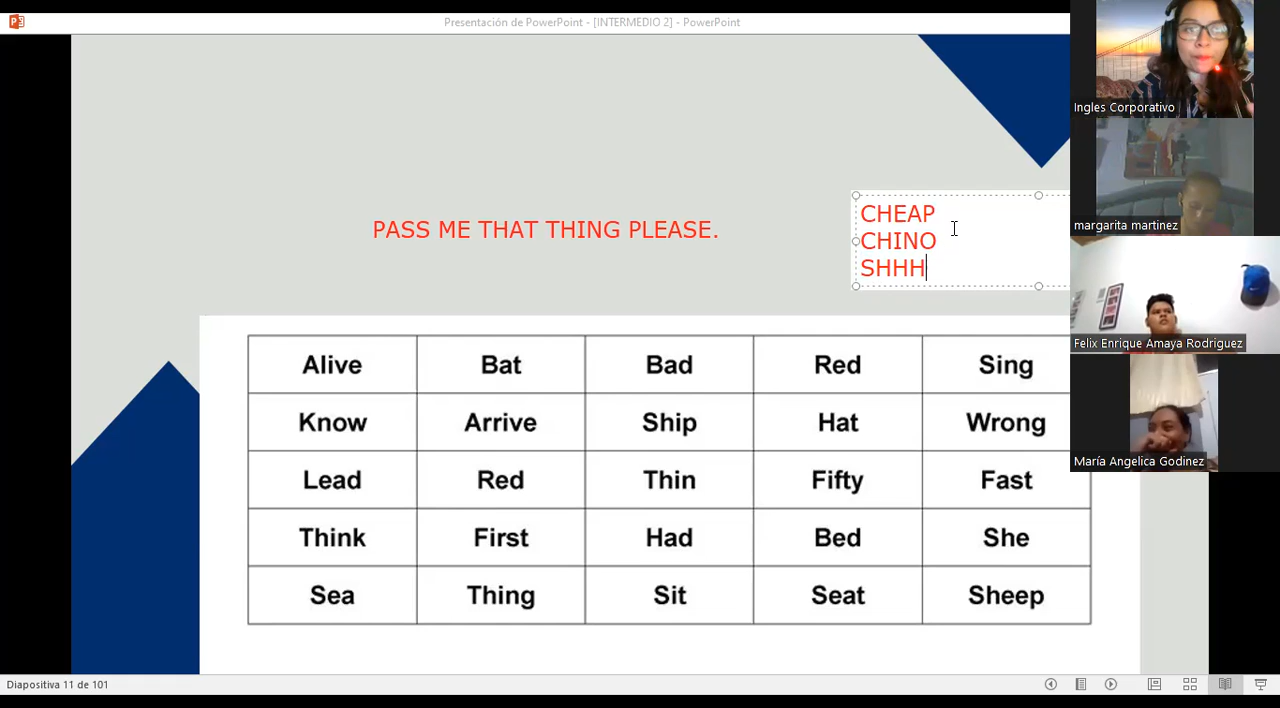 Presentación de PowerPoint - [INTERMEDIO 2] - PowerPoint
Ingles Corporativo
margarita martinez
Felix Enrique Amaya Rodriguez
María Angelica Godinez
PASS ME THAT THING PLEASE.
CHEAP
CHINO
SHHH
Alive Bat Bad Red Sing
Know Arrive Ship Hat Wrong
Lead Red Thin Fifty Fast
Think First Had Bed She
Sea Thing Sit Seat Sheep
Diapositiva 11 de 101